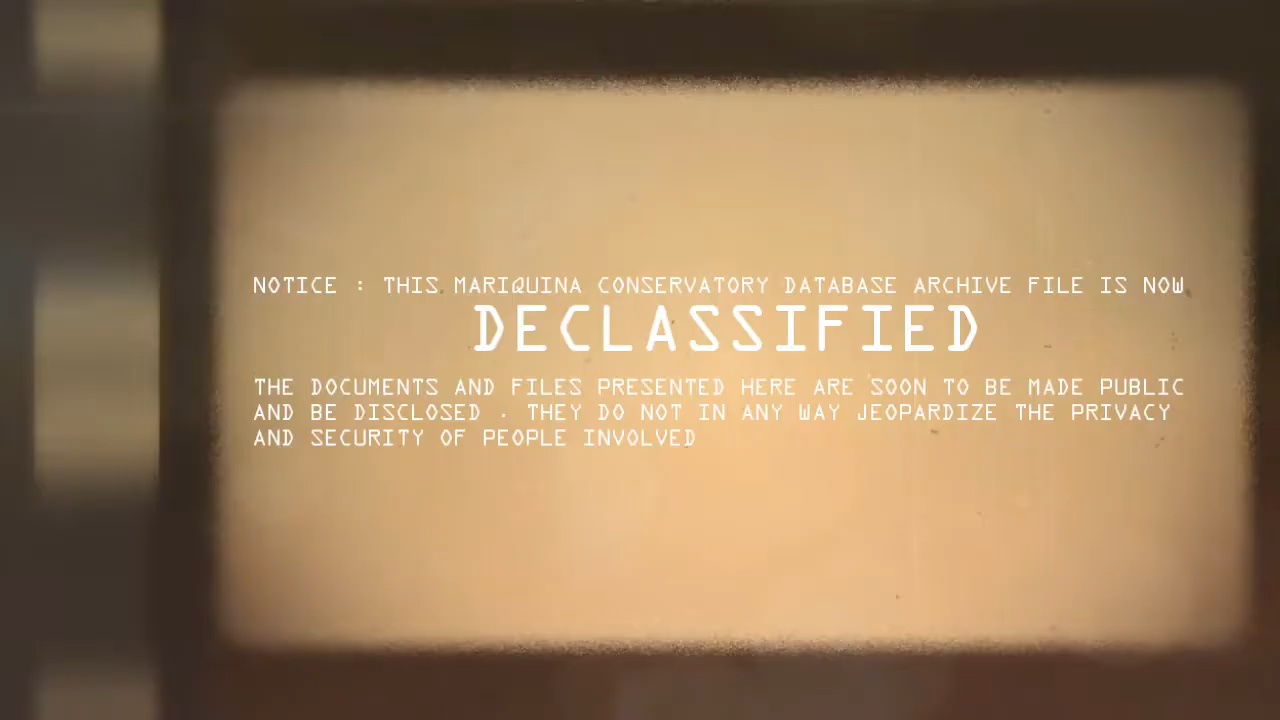 NOTICE : THIS MARIQUINA CONSERVATORY DATABASE ARCHIVE FILE IS NOW
DECLASSIFIED
THE DOCUMENTS AND FILES PRESENTED HERE ARE SOON TO BE MADE PUBLIC
AND BE DISCLOSED . THEY DO NOT IN ANY WAY JEOPARDIZE THE PRIVACY
AND SECURITY OF PEOPLE INVOLVED